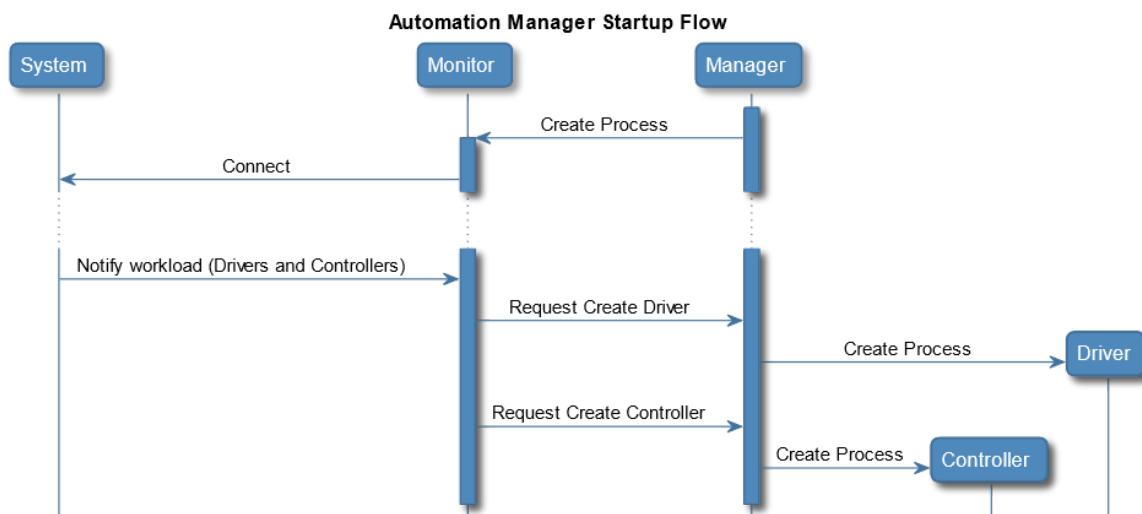 Automation Manager Startup Flow
System
Monitor
Manager
Create Process
Connect
Notify workload (Drivers and Controllers)
Request Create Driver
Create Process
Driver
Request Create Controller
Create Process
Controller